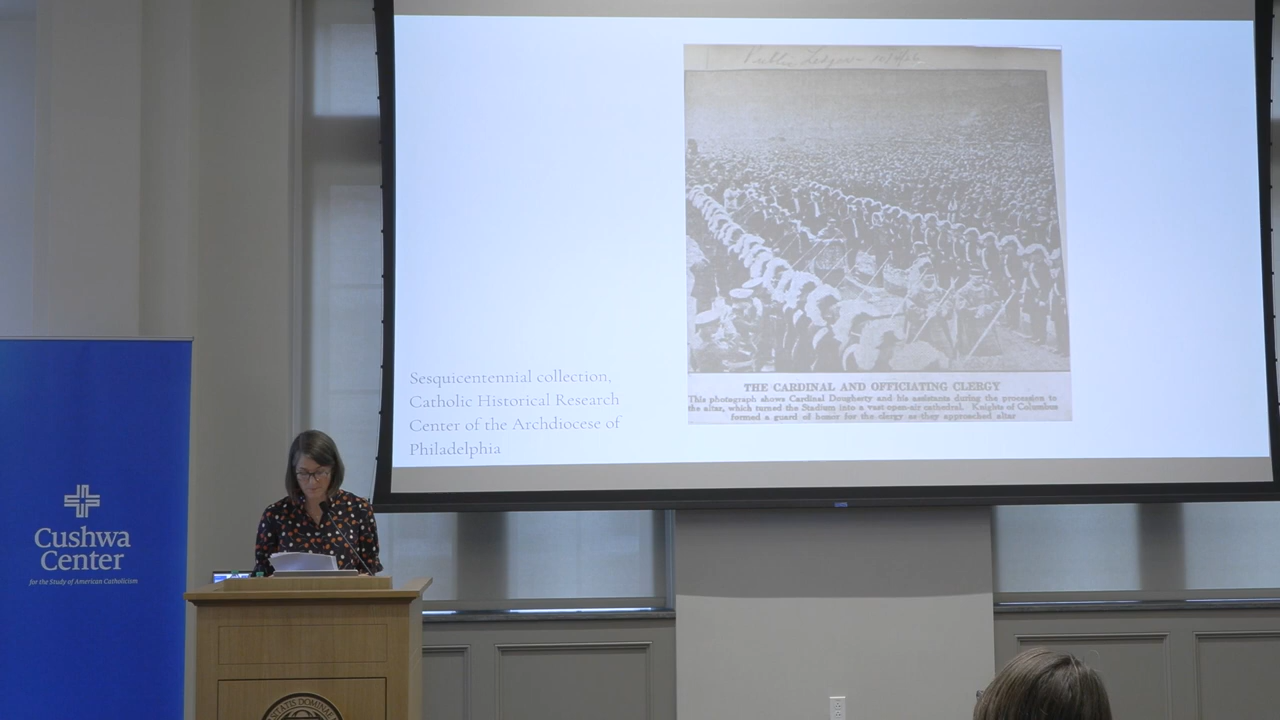 Public Ledger
THE CARDINAL AND OFFICIATING CLERGY
This photograph shows Cardinal Dougherty and his assistants during the procession to
the altar, which turned the Stadium into a vast open-air cathedral. Knights of Columbus
formed a guard of honor for the clergy as they approached altar
Sesquicentennial collection,
Catholic Historical Research
Center of the Archdiocese of
Philadelphia
Cushwa
Center
for the Study of American Catholicism